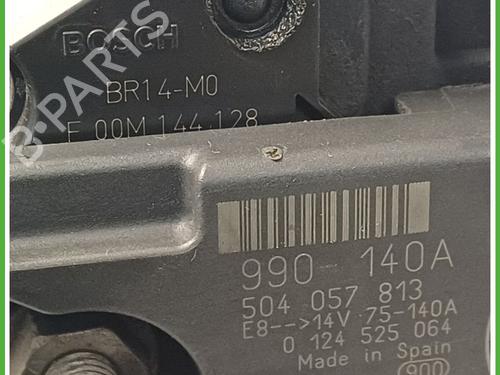 BOSCH
BR14-M0
F 00M 144 128
B-PARTS
990-140A
504 057 813
E8-->14V 75-140A
0 124 525 064
Made in Spain
900